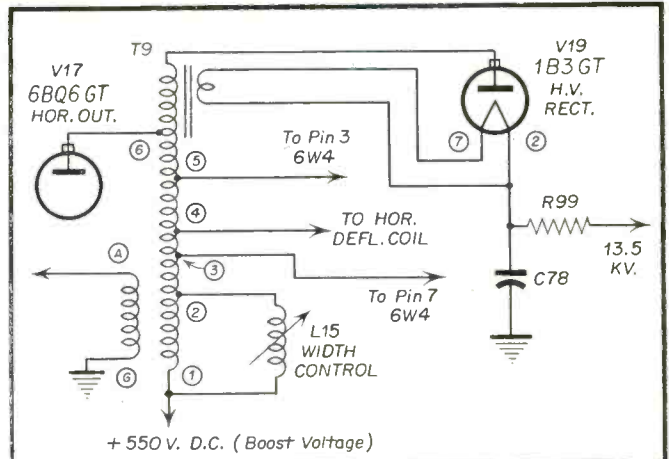 T9
V17
6BQ6 GT
HOR. OUT.
V19
1B3 GT
H.V.
RECT.
6
7
2
5
To Pin 3
6W4
4
TO HOR.
DEFL. COIL
R99
13.5
KV.
3
To Pin 7
6W4
C78
A
2
L15
WIDTH
CONTROL
G
1
+ 550 V. D.C. (Boost Voltage)